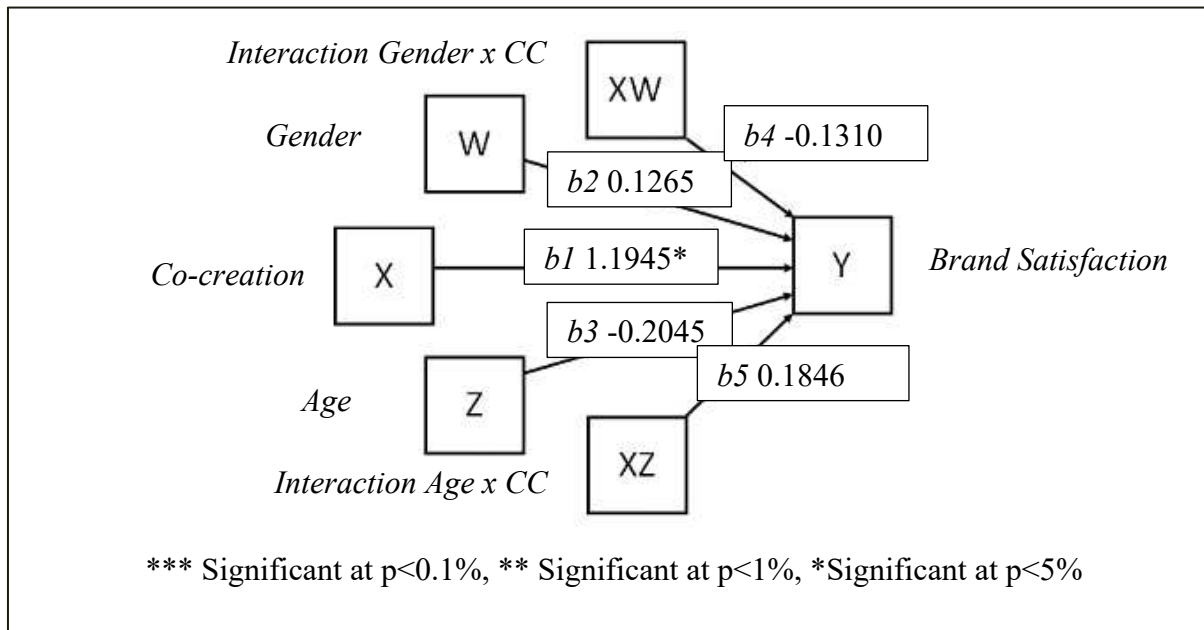 Interaction Gender x CC
XW
b4 -0.1310
Gender
W
b2 0.1265
Co-creation
X
b1 1.1945*
Y
Brand Satisfaction
b3 -0.2045
b5 0.1846
Age
Z
Interaction Age x CC
XZ
*** Significant at p<0.1%, ** Significant at p<1%, *Significant at p<5%